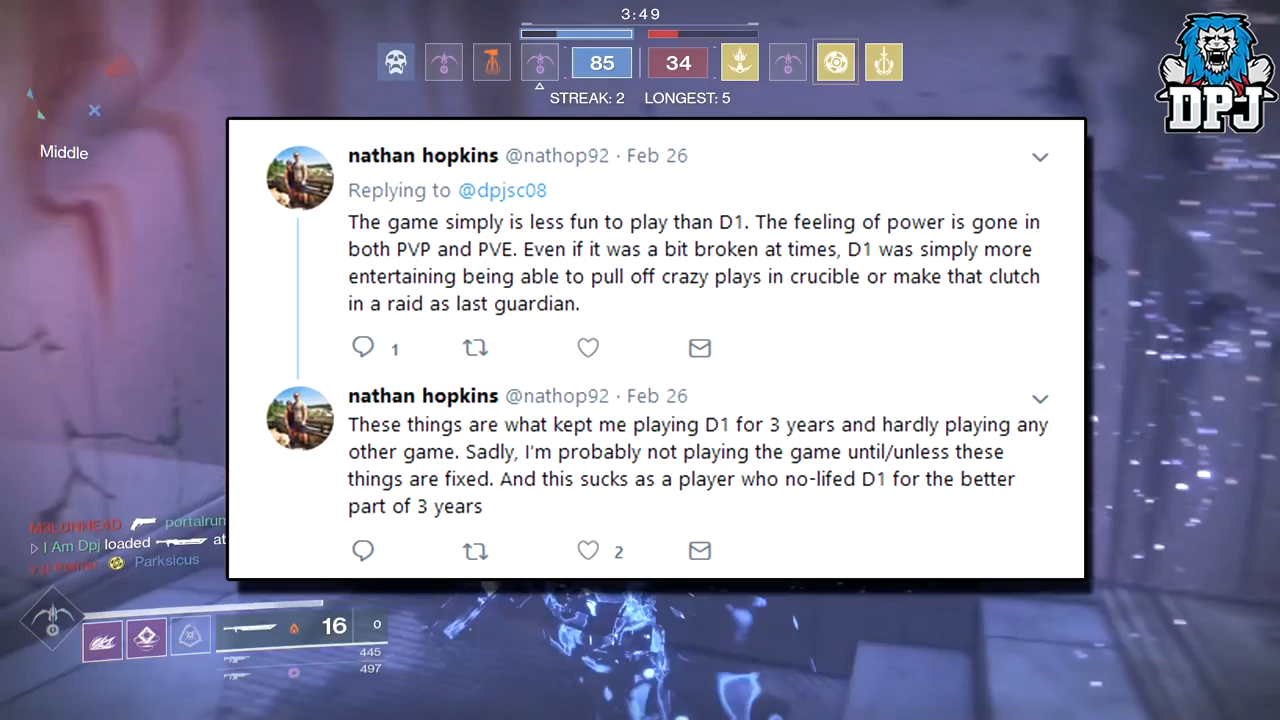 3:49
85
34
STREAK: 2 LONGEST: 5
DPJ
Middle
nathan hopkins @nathop92 · Feb 26
Replying to @dpjsc08
The game simply is less fun to play than D1. The feeling of power is gone in
both PVP and PVE. Even if it was a bit broken at times, D1 was simply more
entertaining being able to pull off crazy plays in crucible or make that clutch
in a raid as last guardian.
1
nathan hopkins @nathop92 · Feb 26
These things are what kept me playing D1 for 3 years and hardly playing any
other game. Sadly, I'm probably not playing the game until/unless these
things are fixed. And this sucks as a player who no-lifed D1 for the better
part of 3 years
2
M3L0NHE4D portalrun
I Am Dpj loaded at
Parksicus
16 0
445
497